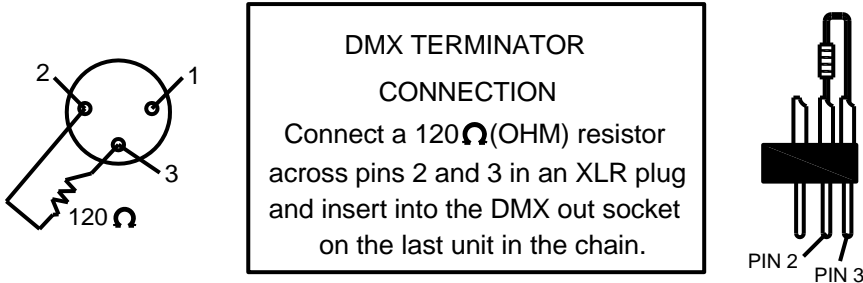 2
1
3
120 Ω
DMX TERMINATOR
CONNECTION
Connect a 120Ω(OHM) resistor
across pins 2 and 3 in an XLR plug
and insert into the DMX out socket
on the last unit in the chain.
PIN 2
PIN 3